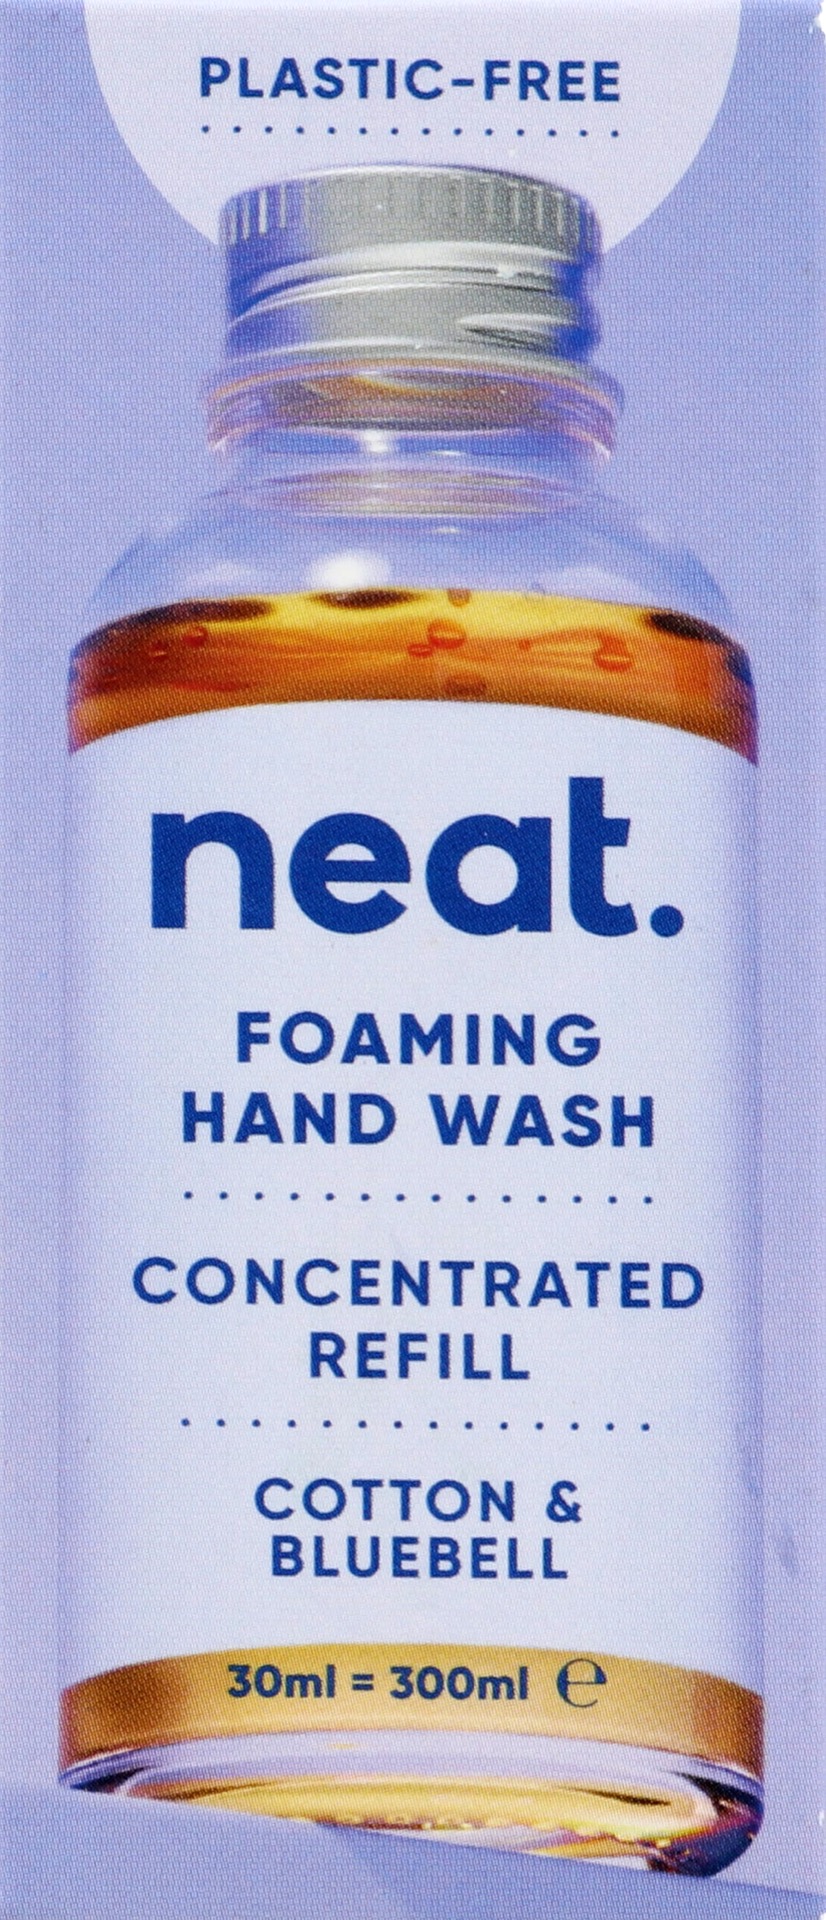 PLASTIC-FREE
neat.
FOAMING
HAND WASH
CONCENTRATED
REFILL
COTTON &
BLUEBELL
30ml = 300ml ℮